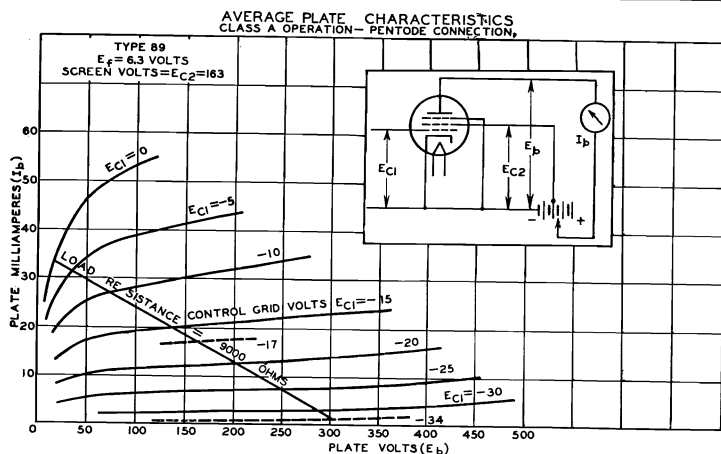 AVERAGE PLATE CHARACTERISTICS
CLASS A OPERATION— PENTODE CONNECTION,
TYPE 89
Ef = 6.3 VOLTS
SCREEN VOLTS = EC2 = 163
PLATE MILLIAMPERES (Ib)
60
50
40
30
20
10
0
EC1 = 0
EC1 = -5
-10
CONTROL GRID VOLTS EC1 = -15
-17
-20
-25
EC1 = -30
-34
LOAD RESISTANCE = 9000 OHMS
EC1
EC2
Eb
Ib
- +
50
100
150
200
250
300
350
400
450
500
PLATE VOLTS (Eb)